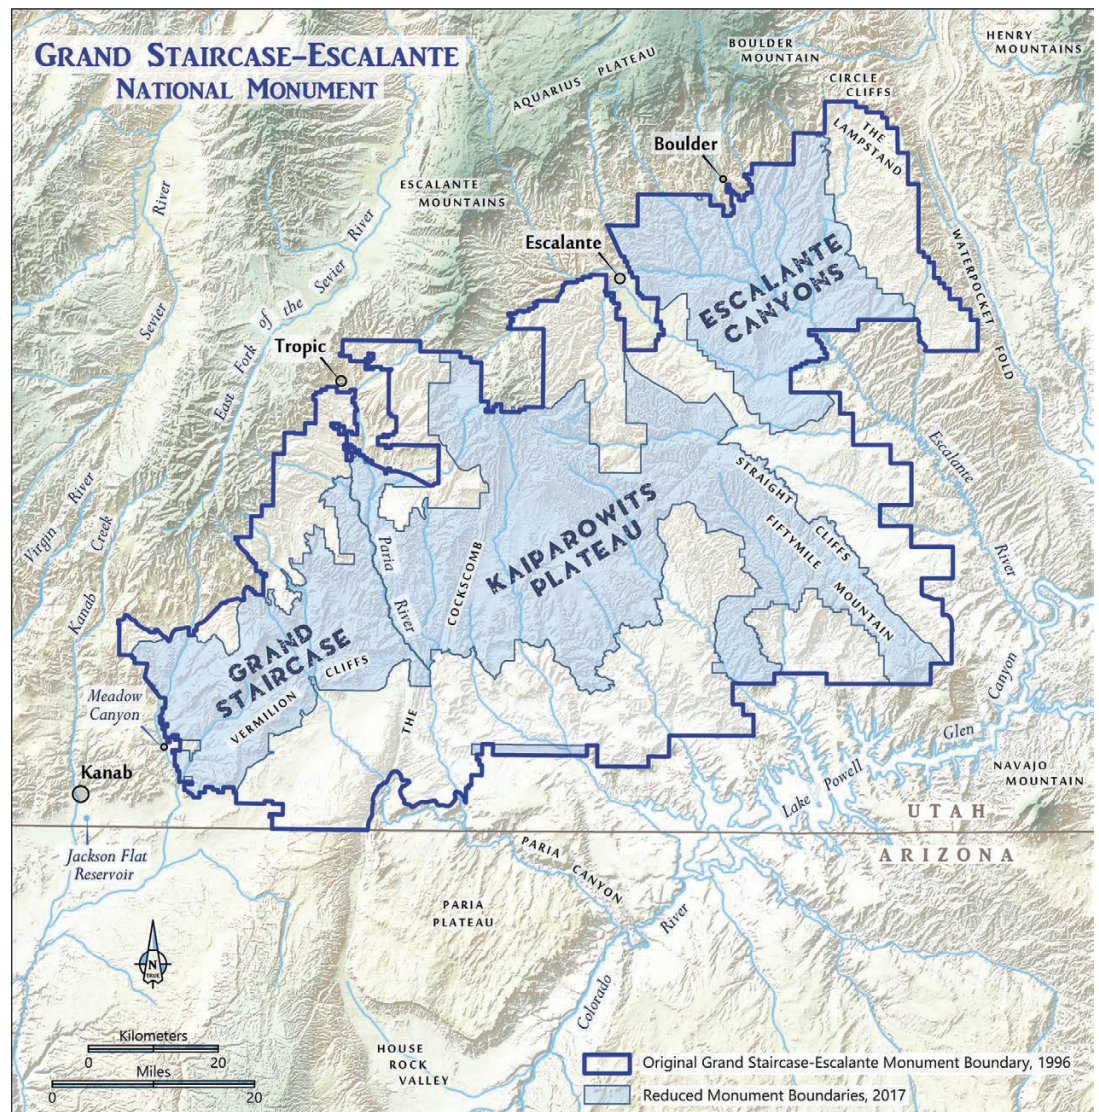 GRAND STAIRCASE–ESCALANTE
NATIONAL MONUMENT
AQUARIUS PLATEAU
BOULDER
MOUNTAIN
HENRY
MOUNTAINS
CIRCLE
CLIFFS
THE
LAMPSTAND
Boulder
ESCALANTE
MOUNTAINS
Sevier River
East Fork of the Sevier River
Escalante
ESCALANTE
CANYONS
WATERPOCKET FOLD
Tropic
Virgin River
Kanab Creek
Paria River
COCKSCOMB
THE
KAIPAROWITS
PLATEAU
STRAIGHT CLIFFS
FIFTYMILE MOUNTAIN
Escalante River
GRAND
STAIRCASE
VERMILION CLIFFS
Meadow
Canyon
Kanab
Glen Canyon
Lake Powell
NAVAJO
MOUNTAIN
UTAH
ARIZONA
Jackson Flat
Reservoir
PARIA CANYON
PARIA
PLATEAU
Colorado River
N
TRUE
Kilometers
0 20
Miles
0 20
HOUSE
ROCK
VALLEY
Original Grand Staircase-Escalante Monument Boundary, 1996
Reduced Monument Boundaries, 2017